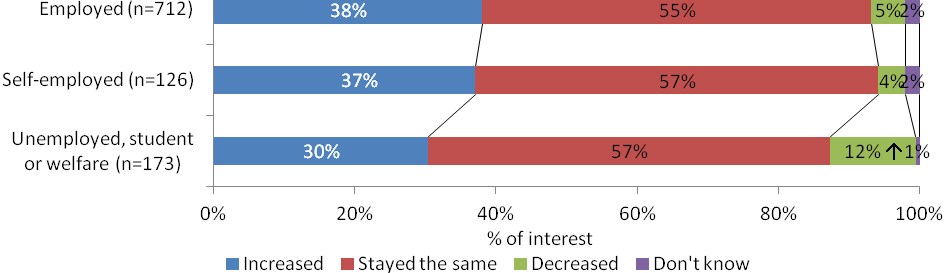 Employed (n=712)
38% 55% 5% 2%
Self-employed (n=126)
37% 57% 4% 2%
Unemployed, student
or welfare (n=173)
30% 57% 12% ↑ 1%
0% 20% 40% 60% 80% 100%
% of interest
Increased Stayed the same Decreased Don't know